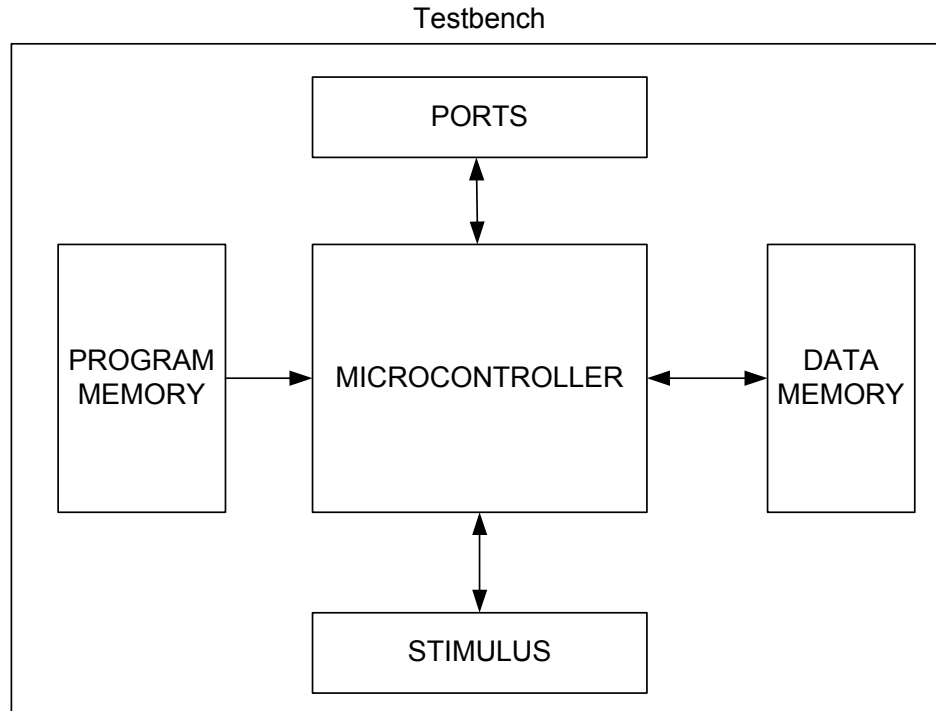 Testbench
PORTS
PROGRAM
MEMORY
MICROCONTROLLER
DATA
MEMORY
STIMULUS